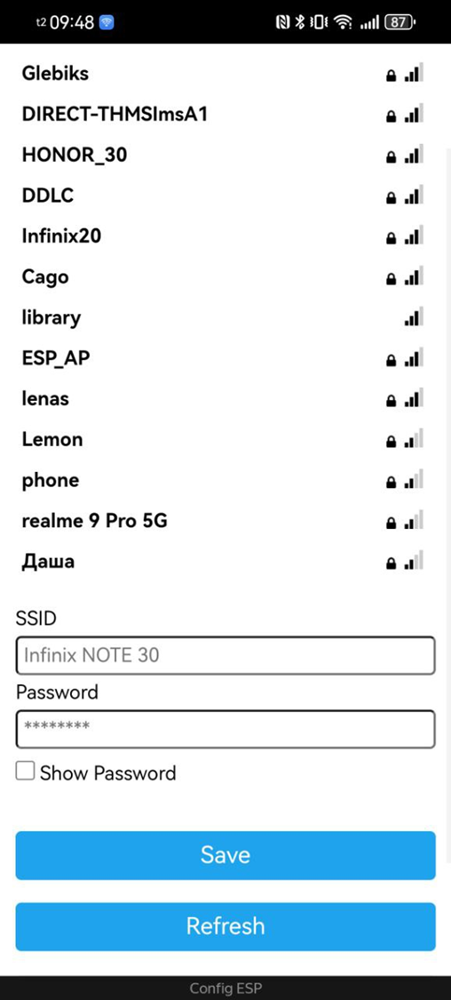 t2 09:48 87
Glebiks
DIRECT-THMSImsA1
HONOR_30
DDLC
Infinix20
Cago
library
ESP_AP
lenas
Lemon
phone
realme 9 Pro 5G
Даша
SSID
Infinix NOTE 30
Password
********
Show Password
Save
Refresh
Config ESP